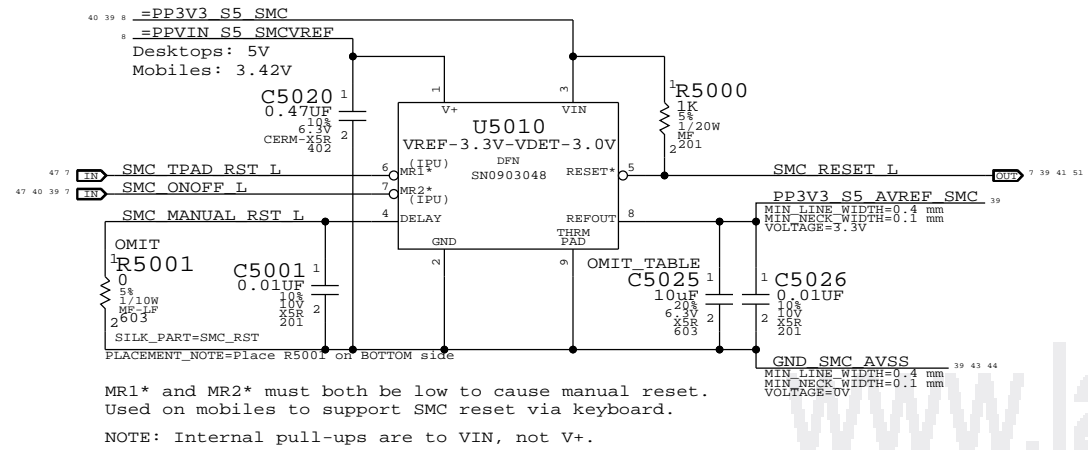 40 39 8 =PP3V3_S5_SMC
8 =PPVIN_S5_SMCVREF
Desktops: 5V
Mobiles: 3.42V
C5020 1
0.47UF
10%
6.3V
CERM-X5R
402
2
1
V+
3
VIN
U5010
VREF-3.3V-VDET-3.0V
DFN
SN0903048
1
R5000
1K
5%
1/20W
MF
201
2
47 7 IN SMC_TPAD_RST_L 6 MR1*
(IPU)
47 40 39 7 IN SMC_ONOFF_L 7 MR2*
(IPU)
RESET* 5 SMC_RESET_L OUT 7 39 41 51
SMC_MANUAL_RST_L 4 DELAY
REFOUT 8
PP3V3_S5_AVREF_SMC 39
MIN_LINE_WIDTH=0.4 mm
MIN_NECK_WIDTH=0.1 mm
VOLTAGE=3.3V
GND
2
THRM
PAD
9
OMIT
1
R5001
0
5%
1/10W
MF-LF
603
2
SILK_PART=SMC_RST
PLACEMENT_NOTE=Place R5001 on BOTTOM side
C5001 1
0.01UF
10%
10V
X5R
201
2
OMIT_TABLE
C5025 1
10uF
20%
6.3V
X5R
603
2
1 C5026
0.01UF
10%
10V
X5R
201
2
GND_SMC_AVSS 39 43 44
MIN_LINE_WIDTH=0.4 mm
MIN_NECK_WIDTH=0.1 mm
VOLTAGE=0V
MR1* and MR2* must both be low to cause manual reset.
Used on mobiles to support SMC reset via keyboard.
NOTE: Internal pull-ups are to VIN, not V+.
www.la